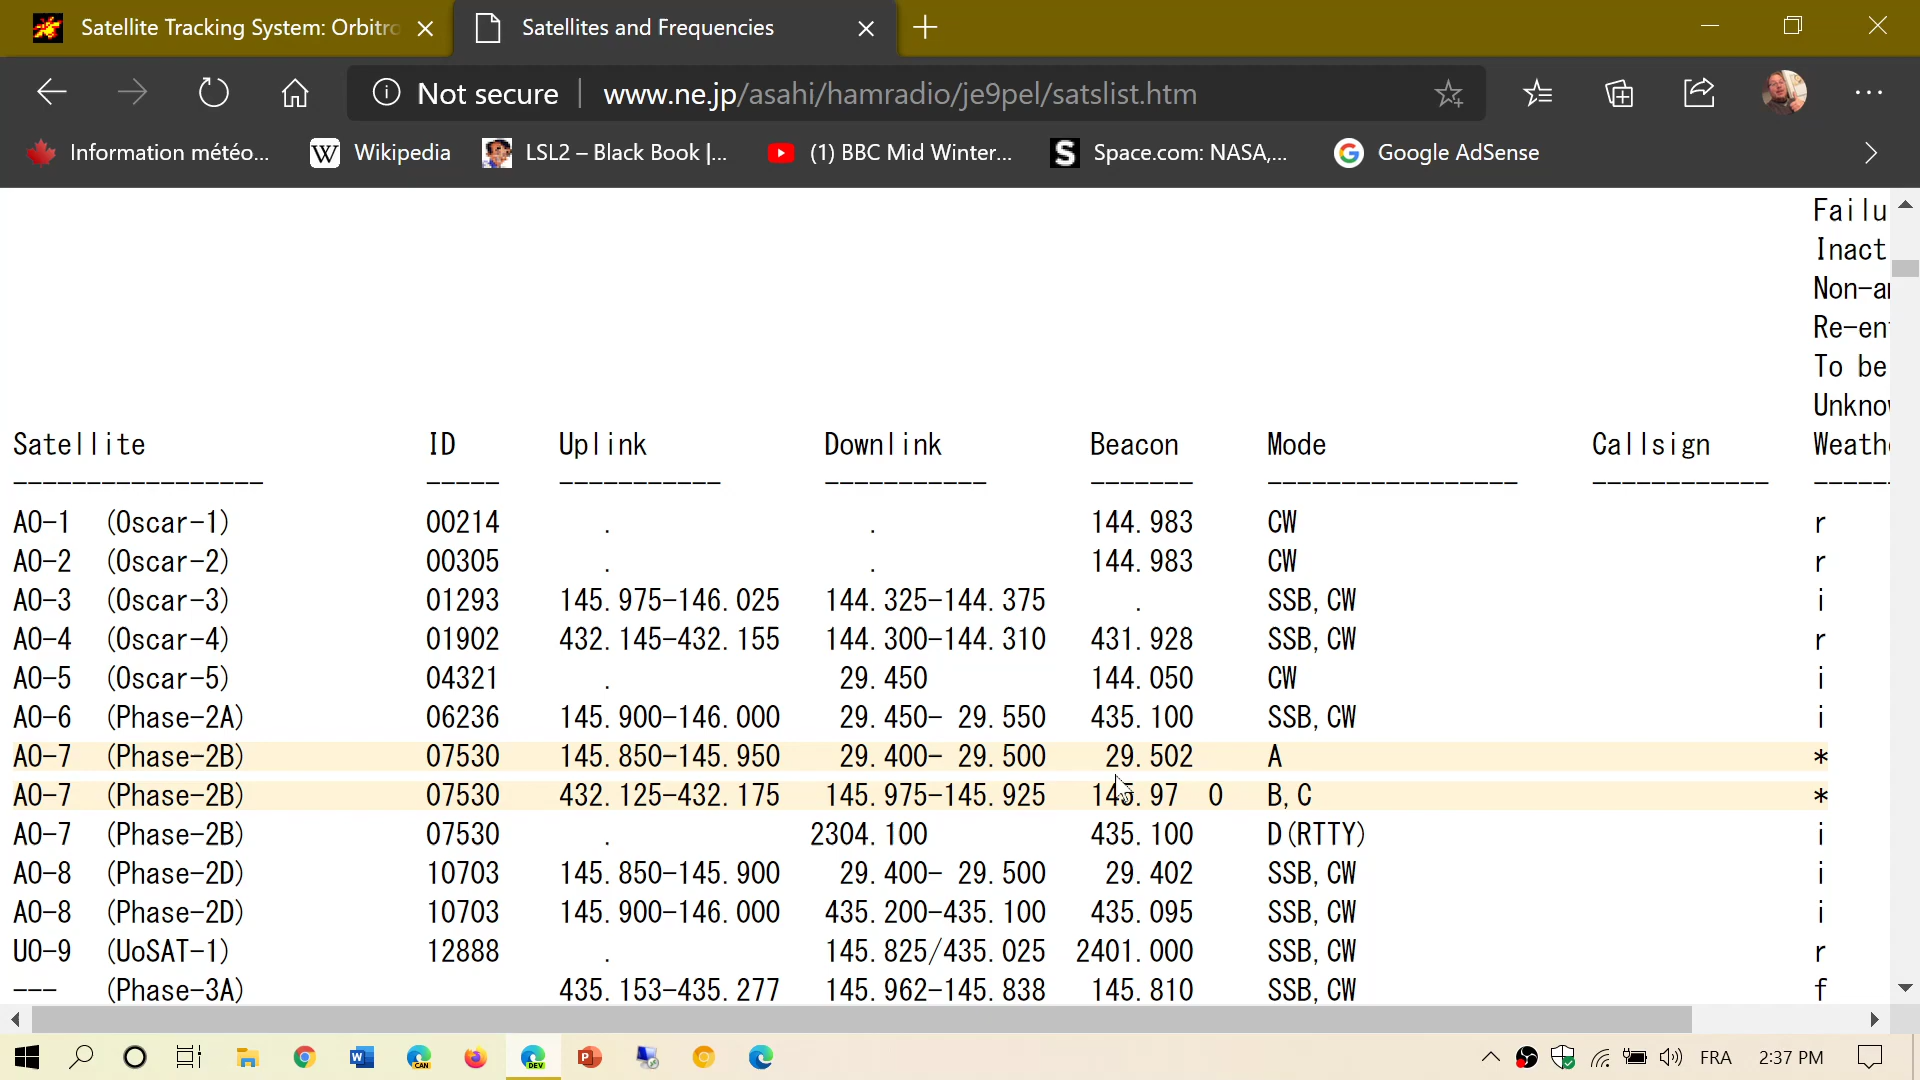 Satellite Tracking System: Orbitro
Satellites and Frequencies
Not secure www.ne.jp/asahi/hamradio/je9pel/satslist.htm
Information météo... Wikipedia LSL2 – Black Book |... (1) BBC Mid Winter... Space.com: NASA,... Google AdSense
Failu
Inact
Non-a
Re-en
To be
Unkno
Satellite ID Uplink Downlink Beacon Mode Callsign Weath
----------------- ----- ----------- ----------- ------- ----------------- ------------ -----
AO-1 (Oscar-1) 00214 . . 144.983 CW r
AO-2 (Oscar-2) 00305 . . 144.983 CW r
AO-3 (Oscar-3) 01293 145.975-146.025 144.325-144.375 . SSB,CW i
AO-4 (Oscar-4) 01902 432.145-432.155 144.300-144.310 431.928 SSB,CW r
AO-5 (Oscar-5) 04321 . 29.450 144.050 CW i
AO-6 (Phase-2A) 06236 145.900-146.000 29.450- 29.550 435.100 SSB,CW i
AO-7 (Phase-2B) 07530 145.850-145.950 29.400- 29.500 29.502 A *
AO-7 (Phase-2B) 07530 432.125-432.175 145.975-145.925 145.97 0 B,C *
AO-7 (Phase-2B) 07530 . 2304.100 435.100 D(RTTY) i
AO-8 (Phase-2D) 10703 145.850-145.900 29.400- 29.500 29.402 SSB,CW i
AO-8 (Phase-2D) 10703 145.900-146.000 435.200-435.100 435.095 SSB,CW i
UO-9 (UoSAT-1) 12888 . 145.825/435.025 2401.000 SSB,CW r
--- (Phase-3A) 435.153-435.277 145.962-145.838 145.810 SSB,CW f
FRA 2:37 PM